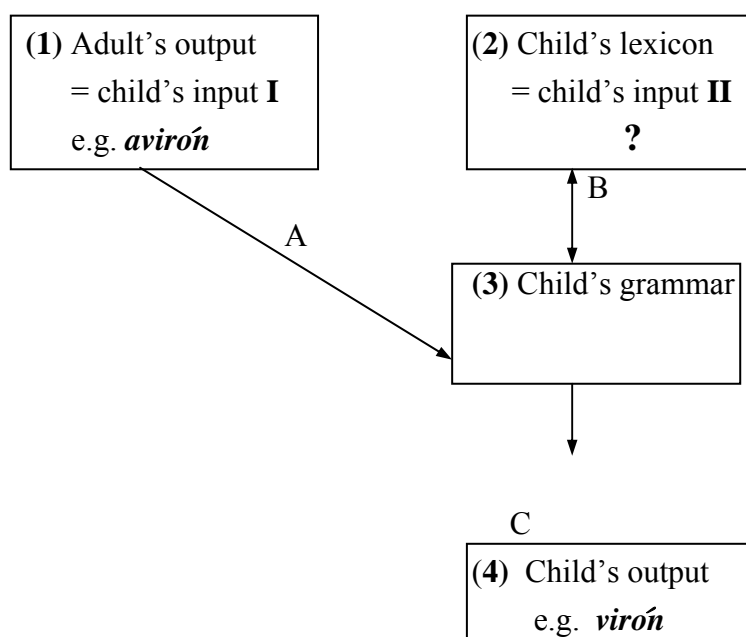 (1) Adult's output
= child's input I
e.g. avirón
(2) Child's lexicon
= child's input II
?
A
B
(3) Child's grammar
C
(4) Child's output
e.g. virón